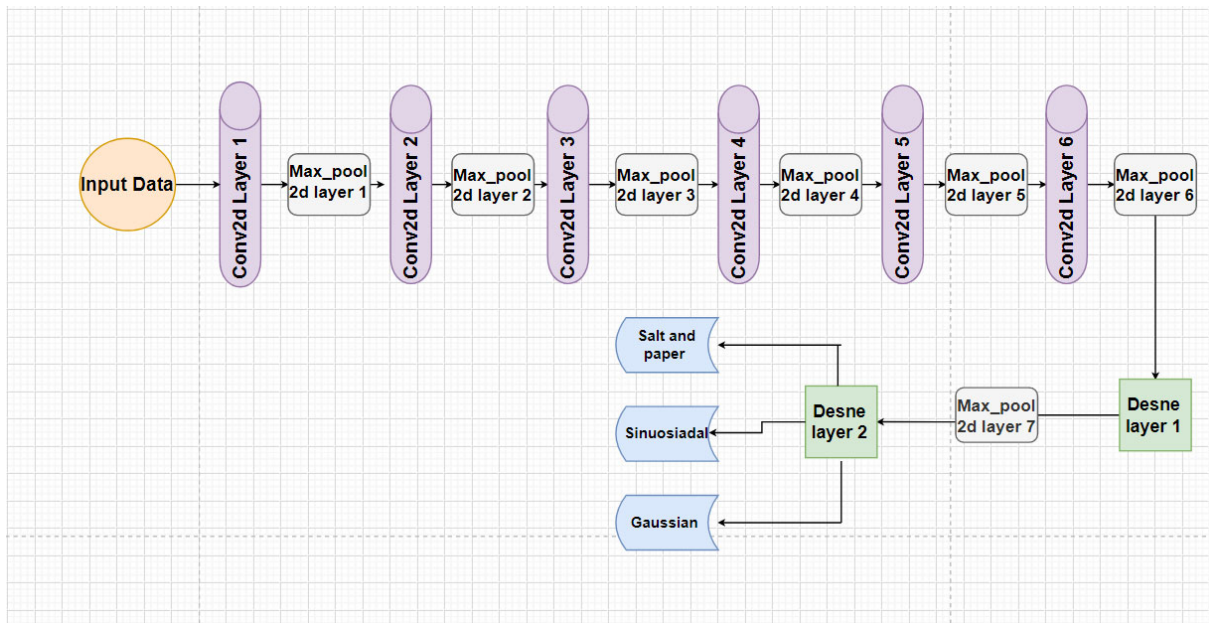 Input Data
Conv2d Layer 1
Max_pool
2d layer 1
Conv2d Layer 2
Max_pool
2d layer 2
Conv2d Layer 3
Max_pool
2d layer 3
Conv2d Layer 4
Max_pool
2d layer 4
Conv2d Layer 5
Max_pool
2d layer 5
Conv2d Layer 6
Max_pool
2d layer 6
Desne
layer 1
Max_pool
2d layer 7
Desne
layer 2
Salt and
paper
Sinuosiadal
Gaussian